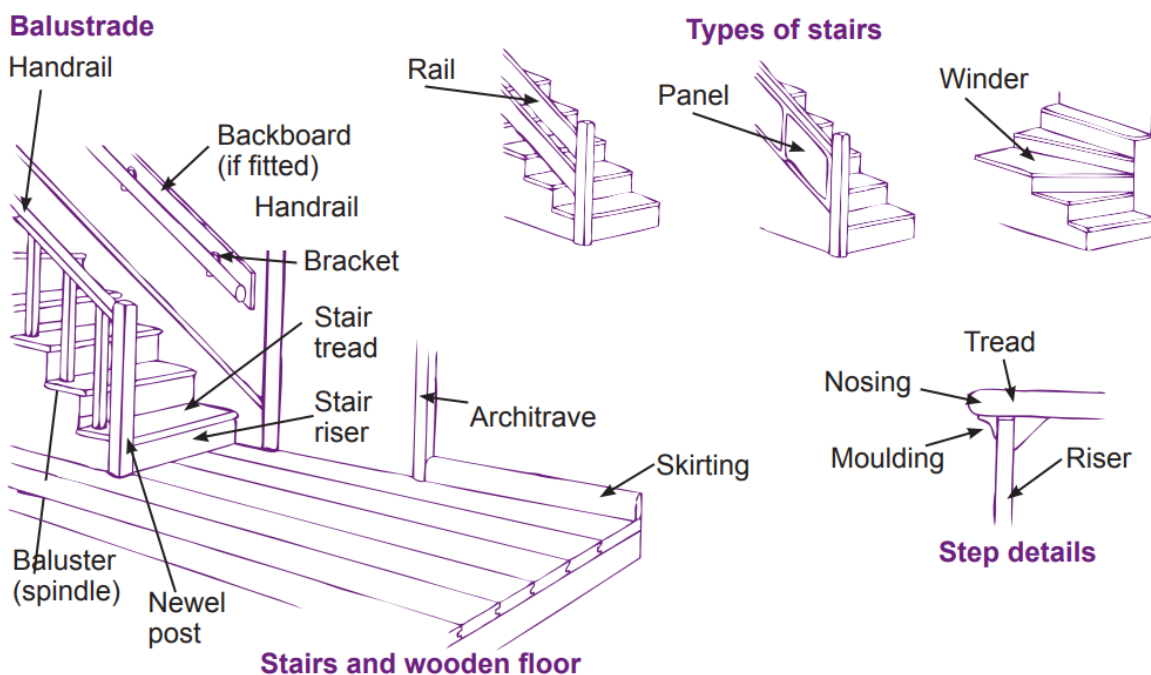 Balustrade
Handrail
Backboard
(if fitted)
Handrail
Bracket
Stair
tread
Stair
riser
Architrave
Skirting
Baluster
(spindle)
Newel
post
Stairs and wooden floor
Types of stairs
Rail
Panel
Winder
Tread
Nosing
Moulding
Riser
Step details